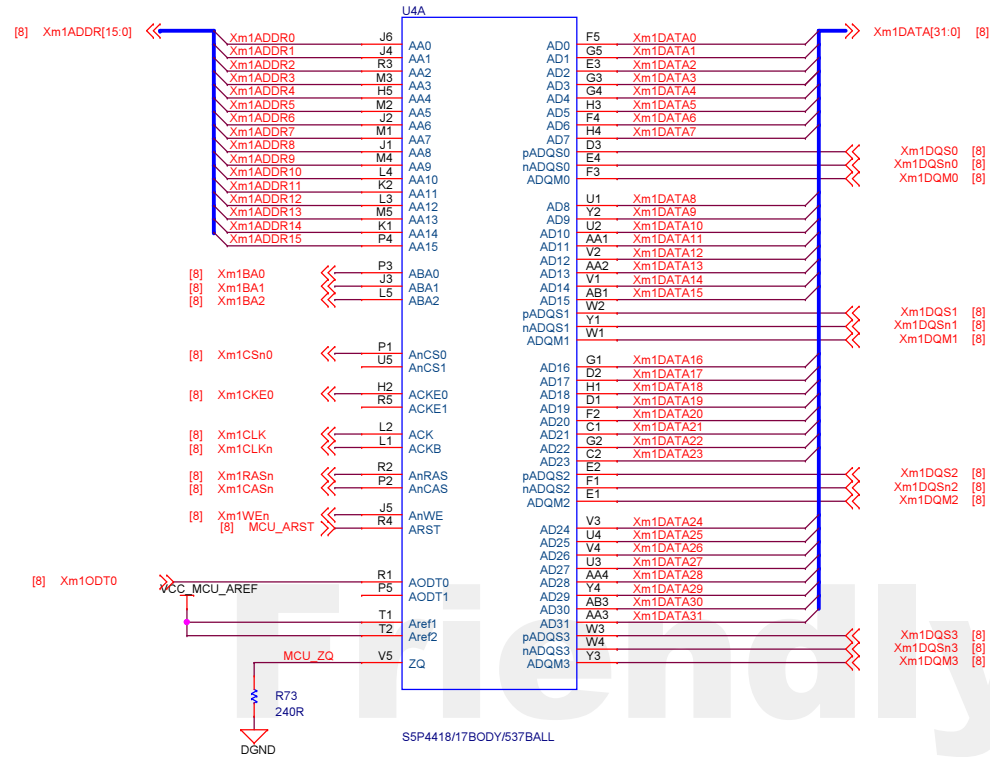 U4A
[8] Xm1ADDR[15:0] Xm1DATA[31:0] [8]
Xm1ADDR0 J6 AA0 AD0 F5 Xm1DATA0
Xm1ADDR1 J4 AA1 AD1 G5 Xm1DATA1
Xm1ADDR2 R3 AA2 AD2 E3 Xm1DATA2
Xm1ADDR3 M3 AA3 AD3 G3 Xm1DATA3
Xm1ADDR4 H5 AA4 AD4 G4 Xm1DATA4
Xm1ADDR5 M2 AA5 AD5 H3 Xm1DATA5
Xm1ADDR6 J2 AA6 AD6 F4 Xm1DATA6
Xm1ADDR7 M1 AA7 AD7 H4 Xm1DATA7
Xm1ADDR8 J1 AA8 pADQS0 D3 Xm1DQS0 [8]
Xm1ADDR9 M4 AA9 nADQS0 E4 Xm1DQSn0 [8]
Xm1ADDR10 L4 AA10 ADQM0 F3 Xm1DQM0 [8]
Xm1ADDR11 K2 AA11
Xm1ADDR12 L3 AA12 AD8 U1 Xm1DATA8
Xm1ADDR13 M5 AA13 AD9 Y2 Xm1DATA9
Xm1ADDR14 K1 AA14 AD10 U2 Xm1DATA10
Xm1ADDR15 P4 AA15 AD11 AA1 Xm1DATA11
AD12 V2 Xm1DATA12
[8] Xm1BA0 P3 ABA0 AD13 AA2 Xm1DATA13
[8] Xm1BA1 J3 ABA1 AD14 V1 Xm1DATA14
[8] Xm1BA2 L5 ABA2 AD15 AB1 Xm1DATA15
pADQS1 W2 Xm1DQS1 [8]
nADQS1 Y1 Xm1DQSn1 [8]
ADQM1 W1 Xm1DQM1 [8]
[8] Xm1CSn0 P1 AnCS0
U5 AnCS1 AD16 G1 Xm1DATA16
AD17 D2 Xm1DATA17
[8] Xm1CKE0 H2 ACKE0 AD18 H1 Xm1DATA18
R5 ACKE1 AD19 D1 Xm1DATA19
AD20 F2 Xm1DATA20
[8] Xm1CLK L2 ACK AD21 C1 Xm1DATA21
[8] Xm1CLKn L1 ACKB AD22 G2 Xm1DATA22
AD23 C2 Xm1DATA23
[8] Xm1RASn R2 AnRAS pADQS2 E2 Xm1DQS2 [8]
[8] Xm1CASn P2 AnCAS nADQS2 F1 Xm1DQSn2 [8]
ADQM2 E1 Xm1DQM2 [8]
[8] Xm1WEn J5 AnWE
[8] MCU_ARST R4 ARST AD24 V3 Xm1DATA24
AD25 U4 Xm1DATA25
AD26 V4 Xm1DATA26
AD27 U3 Xm1DATA27
[8] Xm1ODT0 R1 AODT0 AD28 AA4 Xm1DATA28
VCC_MCU_AREF P5 AODT1 AD29 Y4 Xm1DATA29
AD30 AB3 Xm1DATA30
T1 Aref1 AD31 AA3 Xm1DATA31
T2 Aref2 pADQS3 W3 Xm1DQS3 [8]
nADQS3 W4 Xm1DQSn3 [8]
MCU_ZQ V5 ZQ ADQM3 Y3 Xm1DQM3 [8]
R73
240R
DGND
S5P4418/17BODY/537BALL
Friendly